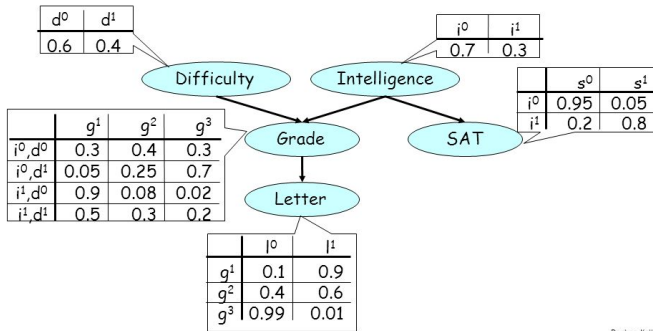 d⁰ d¹
0.6 0.4
i⁰ i¹
0.7 0.3
Difficulty
Intelligence
s⁰ s¹
i⁰ 0.95 0.05
i¹ 0.2 0.8
g¹ g² g³
i⁰,d⁰ 0.3 0.4 0.3
i⁰,d¹ 0.05 0.25 0.7
i¹,d⁰ 0.9 0.08 0.02
i¹,d¹ 0.5 0.3 0.2
Grade
SAT
Letter
l⁰ l¹
g¹ 0.1 0.9
g² 0.4 0.6
g³ 0.99 0.01